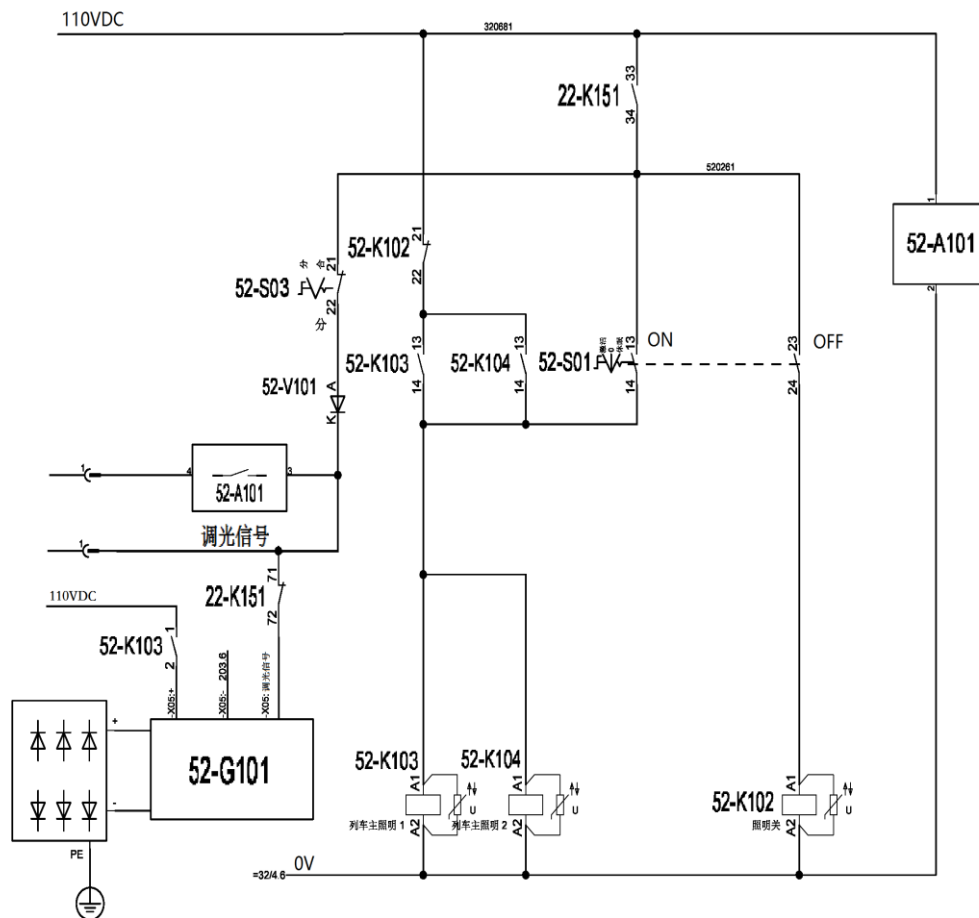 110VDC
320681
33
22-K151
34
520261
1
52-A101
2
21
52-K102
22
分 合
21
52-S03
22
分
13
52-K103
14
13
52-K104
14
52-S01
0
13
14
ON
23
24
OFF
52-V101
A
K
1
4
3
52-A101
调光信号
1
71
22-K151
72
110VDC
52-K103
1
2
-X05:+
-X05:-
203.6
-X05: 调光信号
+
-
52-G101
PE
52-K103
A1
A2
U
列车主照明 1
52-K104
A1
A2
U
列车主照明 2
52-K102
A1
A2
U
照明关
=32/4.6
0V